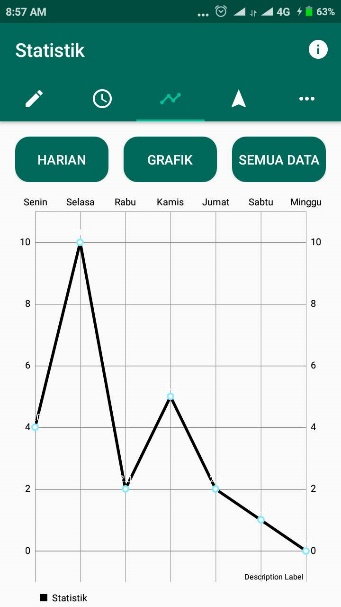 8:57 AM ... 4G 63%
Statistik
HARIAN GRAFIK SEMUA DATA
Senin Selasa Rabu Kamis Jumat Sabtu Minggu
10 10
8 8
6 6
4 4
2 2
0 0
Description Label
Statistik